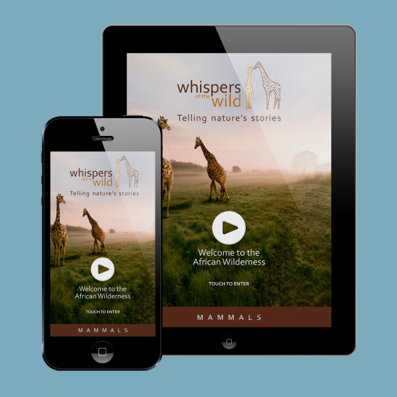 whispers
of the
wild
Telling nature's stories
Welcome to the
African Wilderness
TOUCH TO ENTER
MAMMALS
whispers
of the
wild
Telling nature's stories
Welcome to the
African Wilderness
TOUCH TO ENTER
MAMMALS